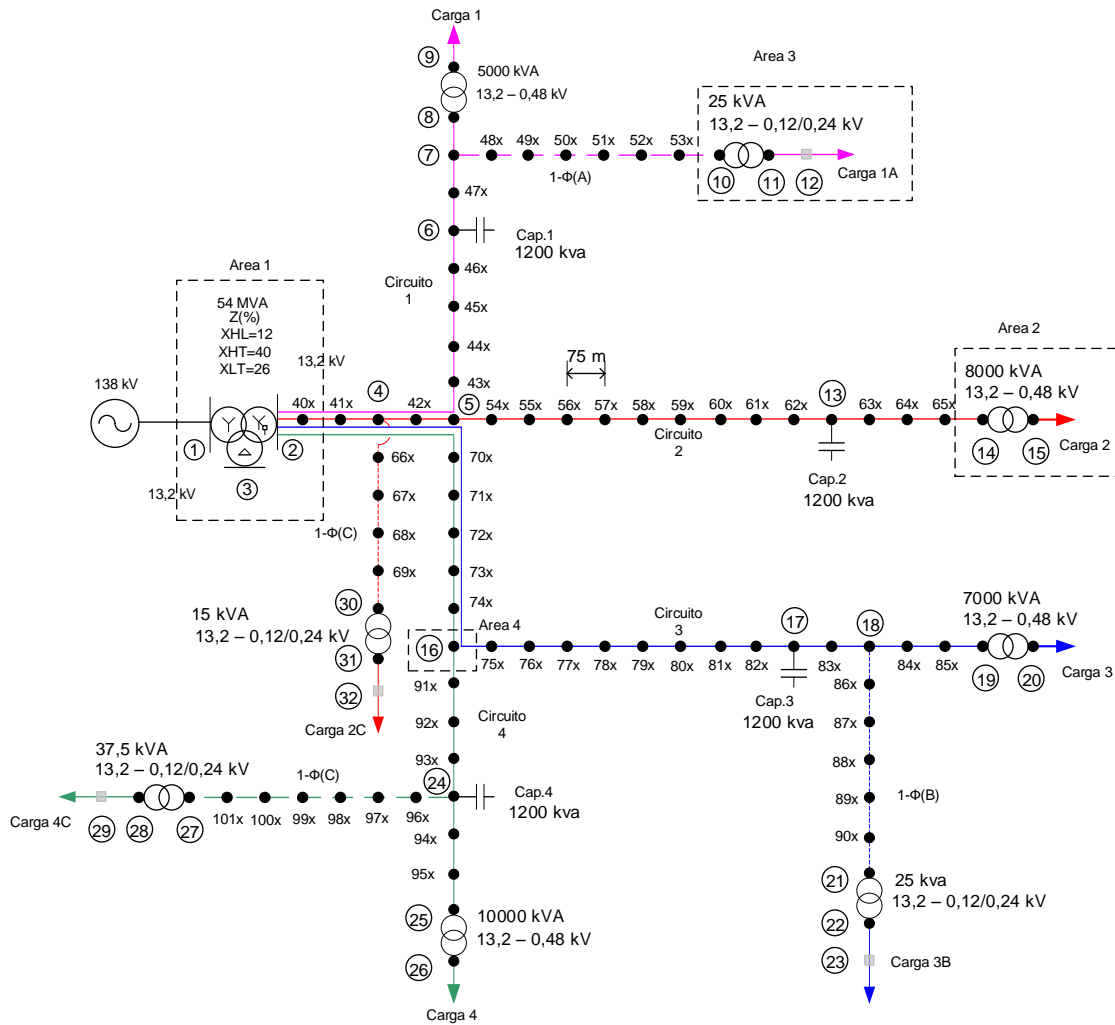 Carga 1
9
5000 kVA
13,2 – 0,48 kV
8
Area 3
25 kVA
13,2 – 0,12/0,24 kV
7
48x
49x
50x
51x
52x
53x
1-Φ(A)
10
11
12
Carga 1A
47x
6
Cap.1
1200 kva
46x
Circuito
1
45x
44x
43x
Area 1
54 MVA
Z(%)
XHL=12
XHT=40
XLT=26
138 kV
13,2 kV
1
2
3
13,2 kV
40x
41x
4
42x
5
75 m
54x
55x
56x
57x
58x
59x
60x
61x
62x
13
63x
64x
65x
Circuito
2
Cap.2
1200 kva
Area 2
8000 kVA
13,2 – 0,48 kV
14
15
Carga 2
66x
67x
68x
69x
1-Φ(C)
30
15 kVA
13,2 – 0,12/0,24 kV
31
32
Carga 2C
70x
71x
72x
73x
74x
Area 4
16
75x
76x
77x
78x
79x
80x
81x
82x
Circuito
3
17
Cap.3
1200 kva
83x
18
84x
85x
7000 kVA
13,2 – 0,48 kV
19
20
Carga 3
86x
87x
88x
89x
90x
1-Φ(B)
21
25 kva
13,2 – 0,12/0,24 kV
22
23
Carga 3B
91x
92x
93x
Circuito
4
24
Cap.4
1200 kva
37,5 kVA
13,2 – 0,12/0,24 kV
1-Φ(C)
Carga 4C
29
28
27
101x
100x
99x
98x
97x
96x
94x
95x
25
10000 kVA
13,2 – 0,48 kV
26
Carga 4